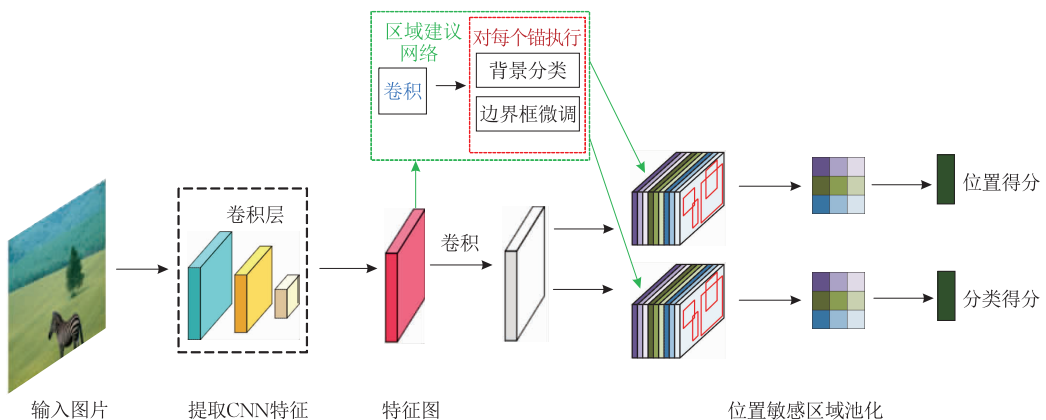 区域建议
网络
对每个锚执行
卷积
背景分类
边界框微调
卷积层
卷积
位置得分
分类得分
输入图片
提取CNN特征
特征图
位置敏感区域池化